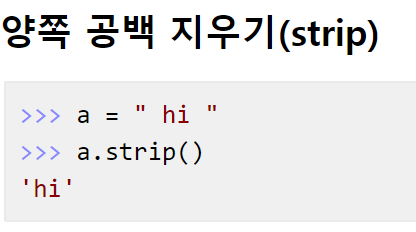 양쪽 공백 지우기(strip)
>>> a = " hi "
>>> a.strip()
'hi'